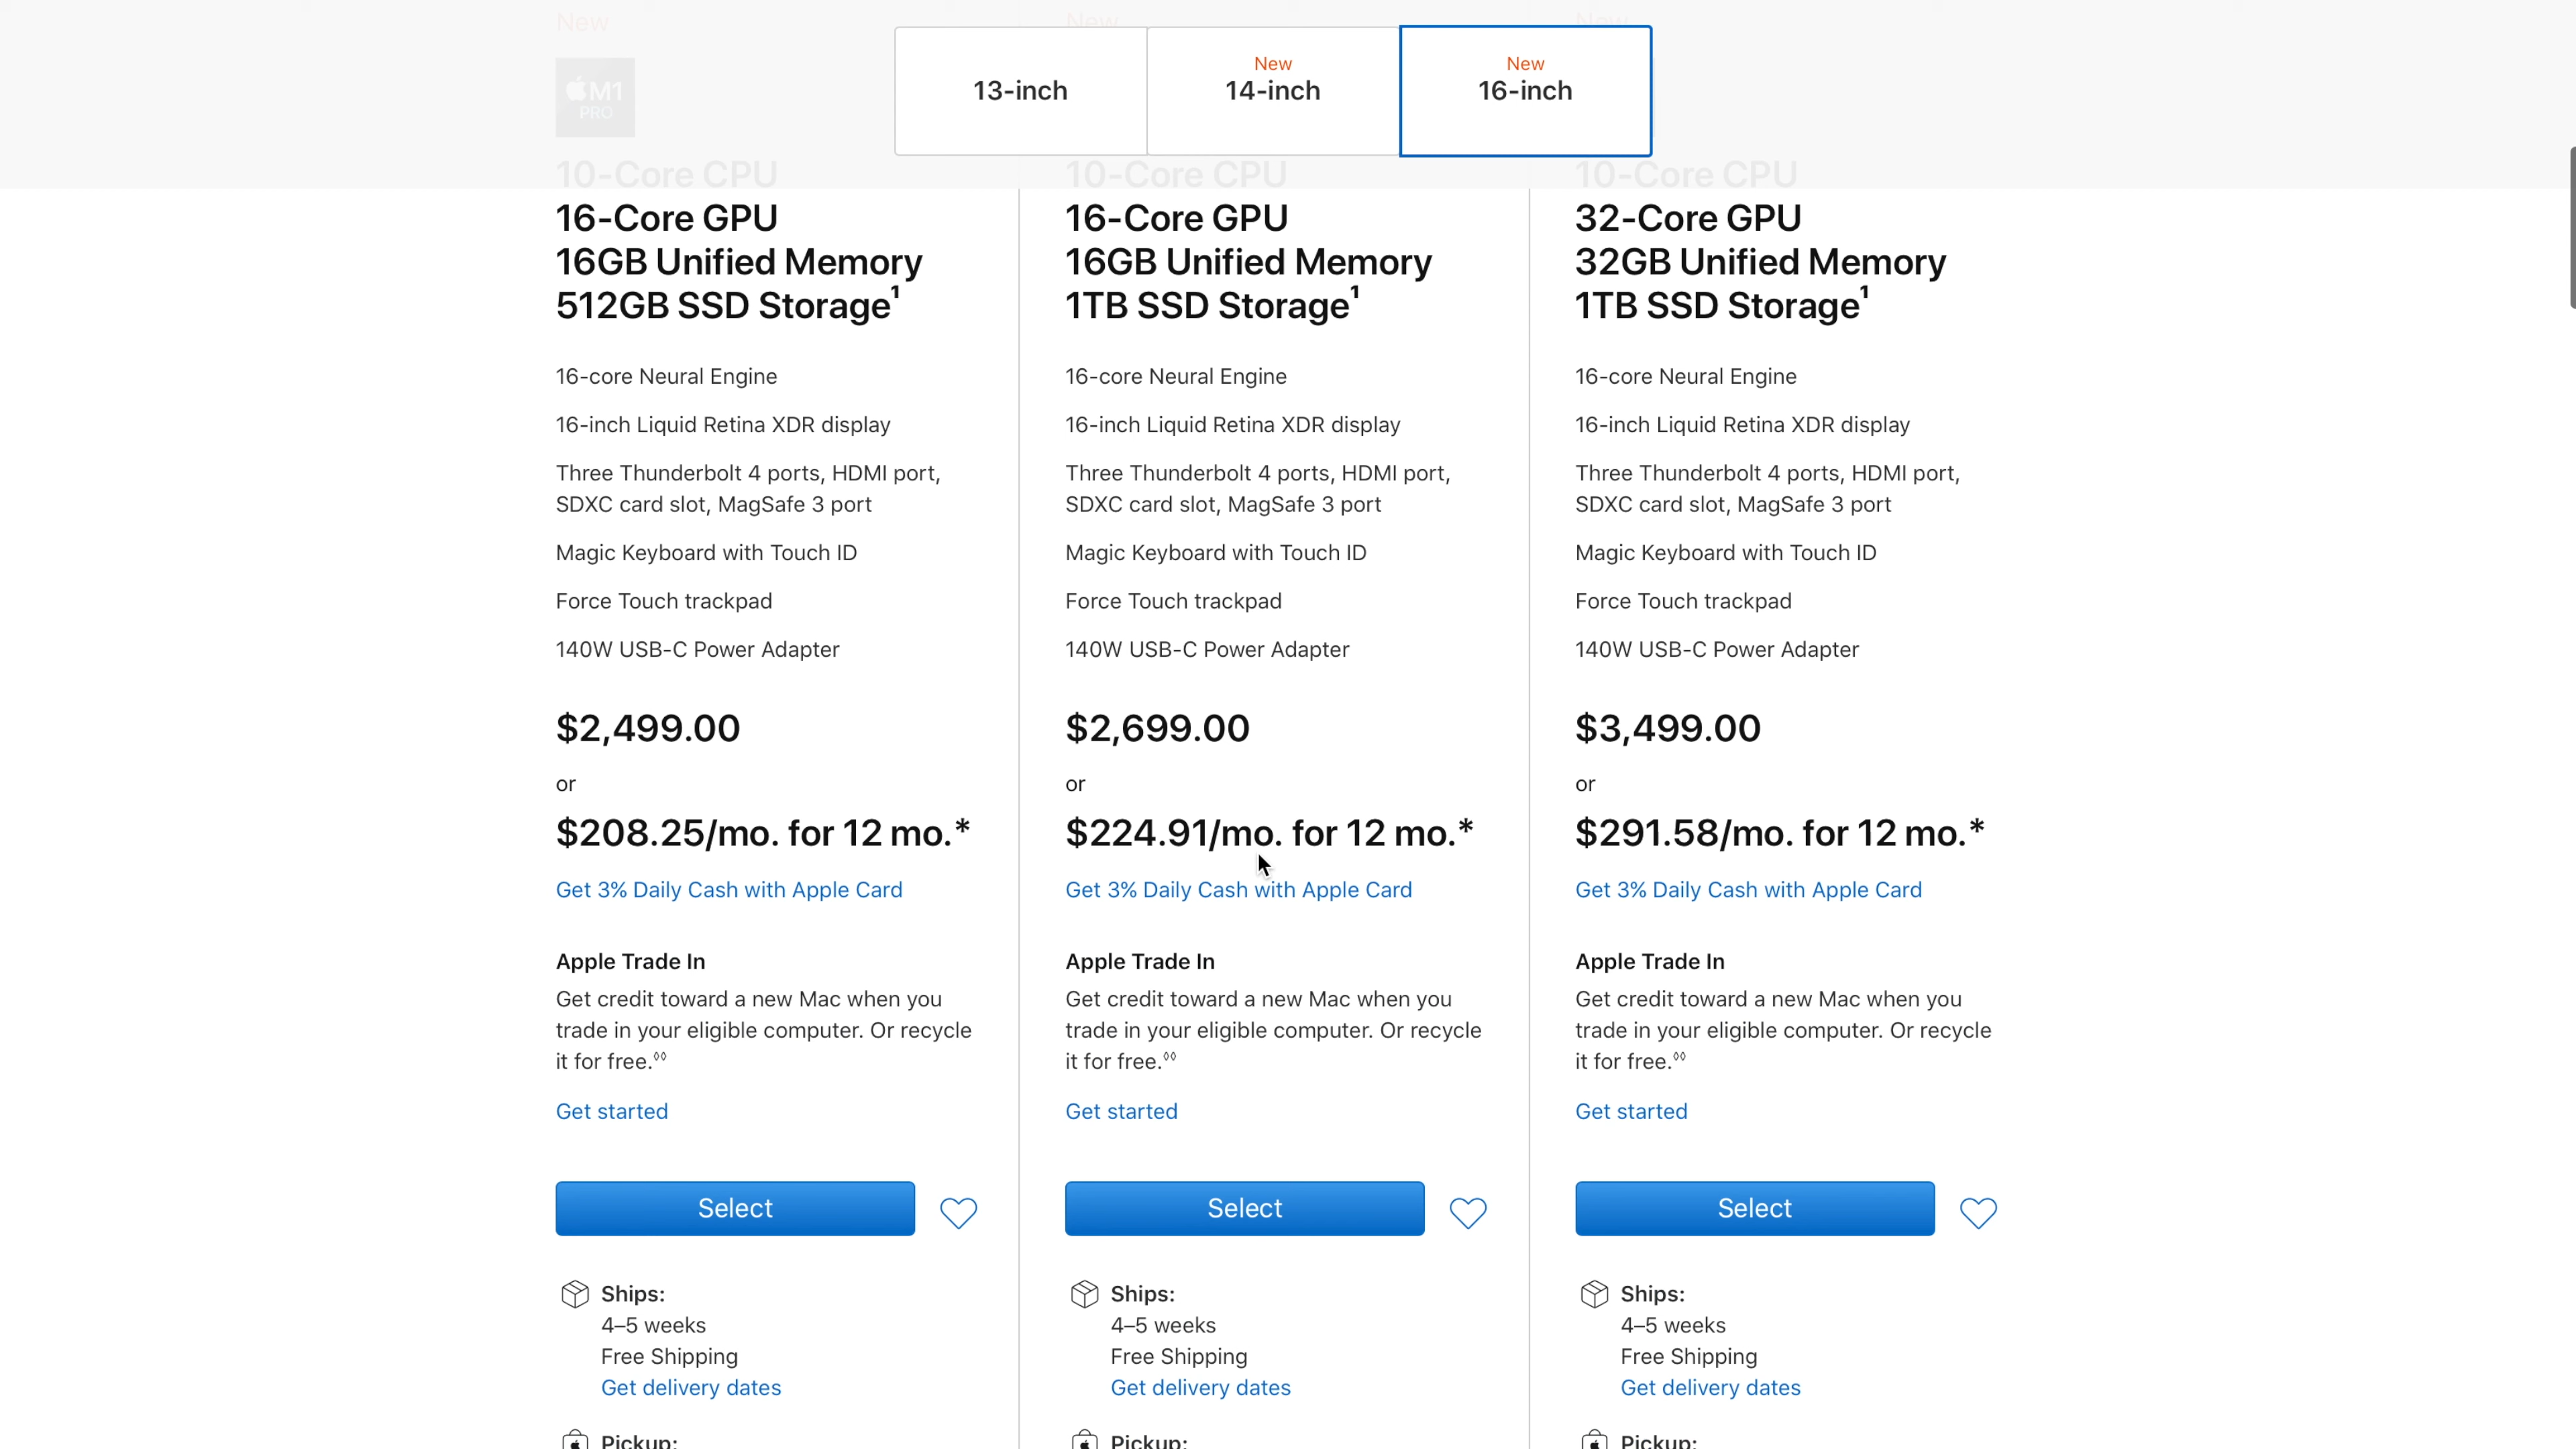 New
New
New
13-inch
New
14-inch
New
16-inch
M1
PRO
10-Core CPU
16-Core GPU
16GB Unified Memory
512GB SSD Storage¹
16-core Neural Engine
16-inch Liquid Retina XDR display
Three Thunderbolt 4 ports, HDMI port,
SDXC card slot, MagSafe 3 port
Magic Keyboard with Touch ID
Force Touch trackpad
140W USB-C Power Adapter
$2,499.00
or
$208.25/mo. for 12 mo.*
Get 3% Daily Cash with Apple Card
Apple Trade In
Get credit toward a new Mac when you
trade in your eligible computer. Or recycle
it for free.◊◊
Get started
Select
Ships:
4–5 weeks
Free Shipping
Get delivery dates
Pickup:
10-Core CPU
16-Core GPU
16GB Unified Memory
1TB SSD Storage¹
16-core Neural Engine
16-inch Liquid Retina XDR display
Three Thunderbolt 4 ports, HDMI port,
SDXC card slot, MagSafe 3 port
Magic Keyboard with Touch ID
Force Touch trackpad
140W USB-C Power Adapter
$2,699.00
or
$224.91/mo. for 12 mo.*
Get 3% Daily Cash with Apple Card
Apple Trade In
Get credit toward a new Mac when you
trade in your eligible computer. Or recycle
it for free.◊◊
Get started
Select
Ships:
4–5 weeks
Free Shipping
Get delivery dates
Pickup:
10-Core CPU
32-Core GPU
32GB Unified Memory
1TB SSD Storage¹
16-core Neural Engine
16-inch Liquid Retina XDR display
Three Thunderbolt 4 ports, HDMI port,
SDXC card slot, MagSafe 3 port
Magic Keyboard with Touch ID
Force Touch trackpad
140W USB-C Power Adapter
$3,499.00
or
$291.58/mo. for 12 mo.*
Get 3% Daily Cash with Apple Card
Apple Trade In
Get credit toward a new Mac when you
trade in your eligible computer. Or recycle
it for free.◊◊
Get started
Select
Ships:
4–5 weeks
Free Shipping
Get delivery dates
Pickup: